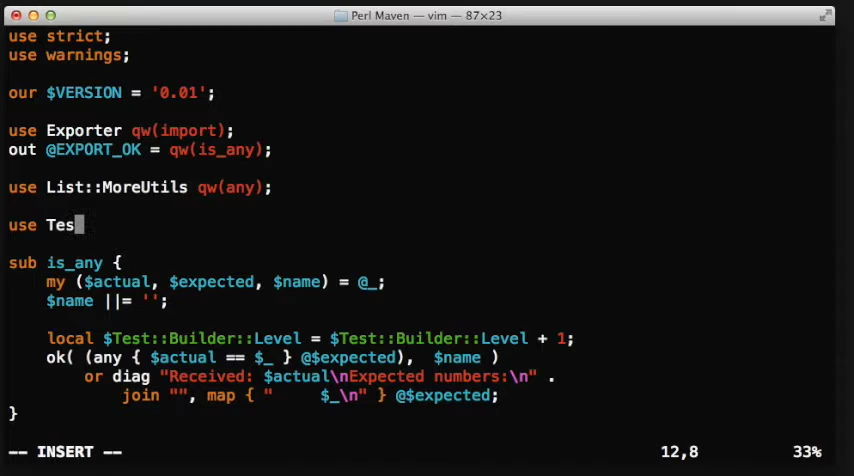 Perl Maven — vim — 87×23
use strict;
use warnings;
our $VERSION = '0.01';
use Exporter qw(import);
out @EXPORT_OK = qw(is_any);
use List::MoreUtils qw(any);
use Tes
sub is_any {
    my ($actual, $expected, $name) = @_;
    $name ||= '';
    local $Test::Builder::Level = $Test::Builder::Level + 1;
    ok( (any { $actual == $_ } @$expected),  $name )
        or diag "Received: $actual\nExpected numbers:\n" .
            join "", map { "     $_\n" } @$expected;
}
-- INSERT -- 12,8 33%